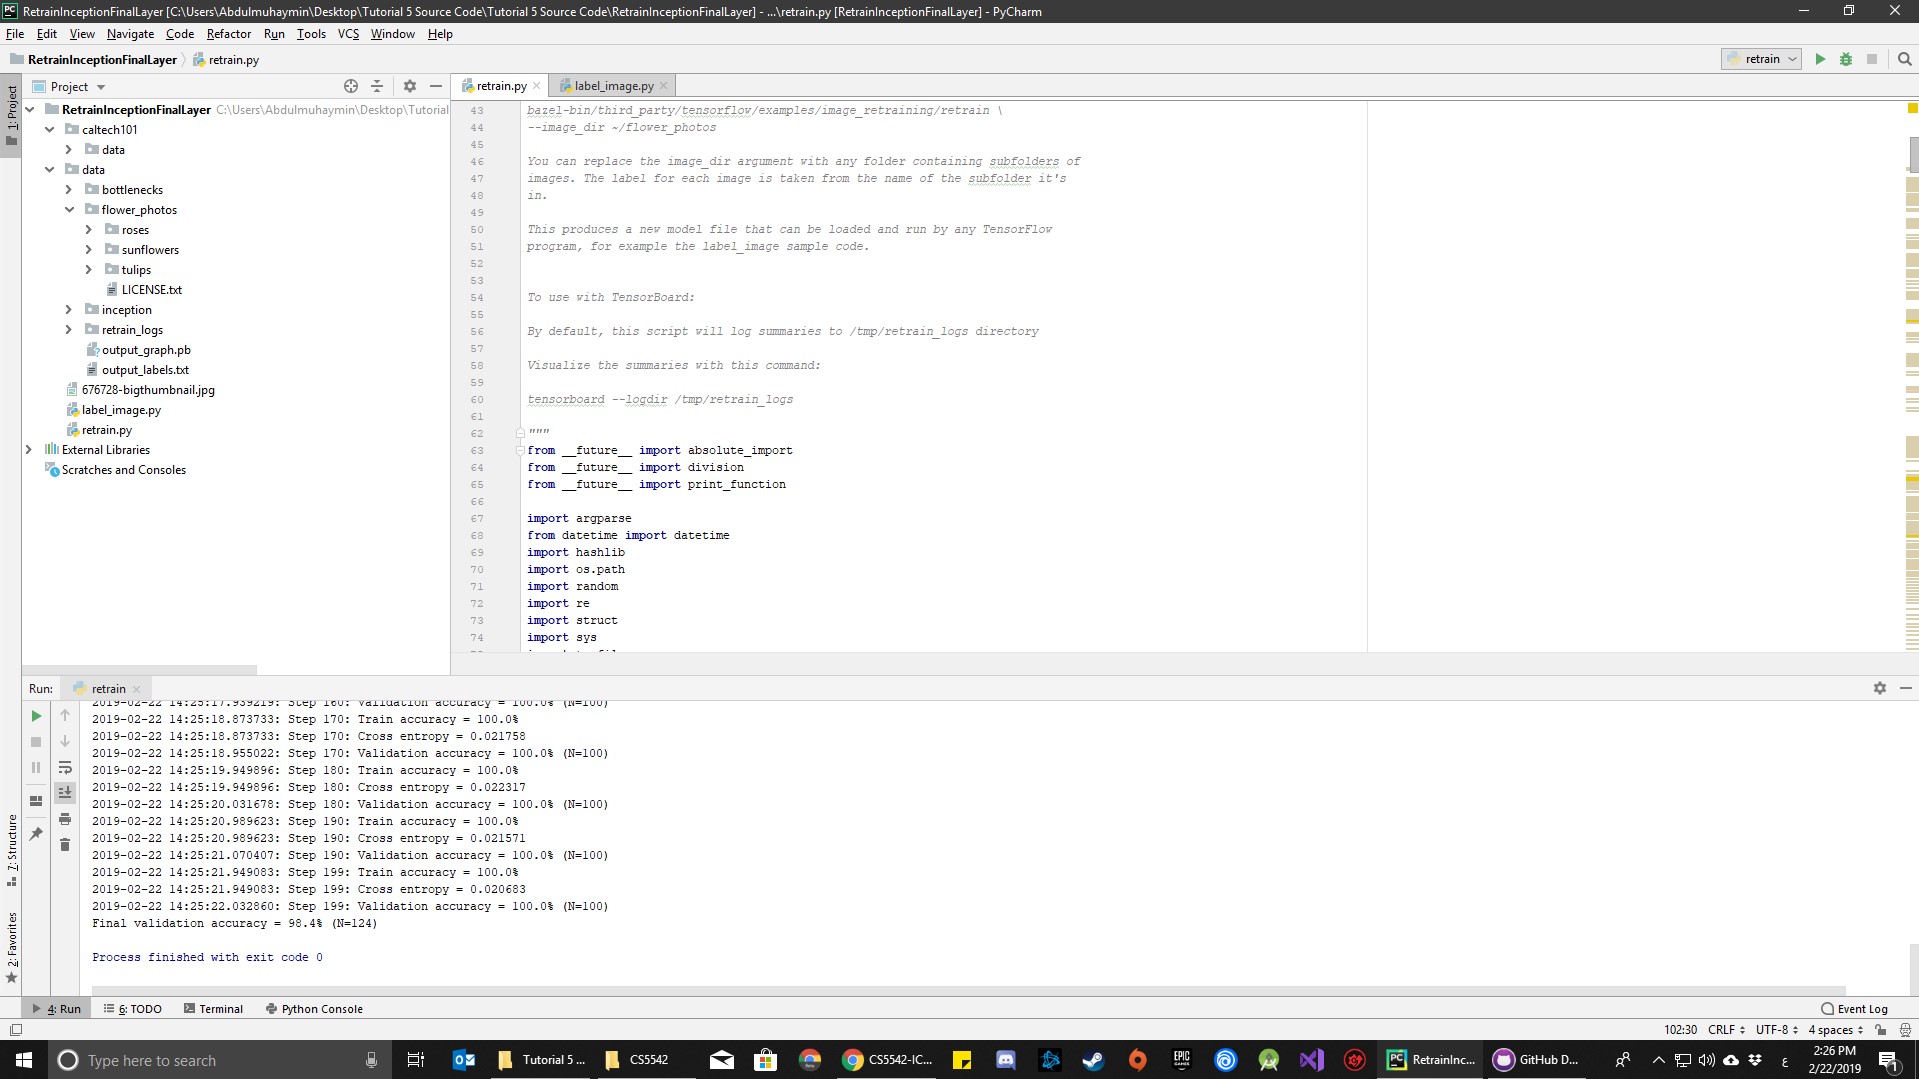 RetrainInceptionFinalLayer [C:\Users\Abdulmuhaymin\Desktop\Tutorial 5 Source Code\Tutorial 5 Source Code\RetrainInceptionFinalLayer] - ...\retrain.py [RetrainInceptionFinalLayer] - PyCharm
File Edit View Navigate Code Refactor Run Tools VCS Window Help
RetrainInceptionFinalLayer retrain.py
retrain
Project
retrain.py
label_image.py
1: Project
RetrainInceptionFinalLayer C:\Users\Abdulmuhaymin\Desktop\Tutorial
caltech101
data
data
bottlenecks
flower_photos
roses
sunflowers
tulips
LICENSE.txt
inception
retrain_logs
output_graph.pb
output_labels.txt
676728-bigthumbnail.jpg
label_image.py
retrain.py
External Libraries
Scratches and Consoles
43 bazel-bin/third_party/tensorflow/examples/image_retraining/retrain \
44 --image_dir ~/flower_photos
45
46 You can replace the image_dir argument with any folder containing subfolders of
47 images. The label for each image is taken from the name of the subfolder it's
48 in.
49
50 This produces a new model file that can be loaded and run by any TensorFlow
51 program, for example the label_image sample code.
52
53
54 To use with TensorBoard:
55
56 By default, this script will log summaries to /tmp/retrain_logs directory
57
58 Visualize the summaries with this command:
59
60 tensorboard --logdir /tmp/retrain_logs
61
62 """
63 from __future__ import absolute_import
64 from __future__ import division
65 from __future__ import print_function
66
67 import argparse
68 from datetime import datetime
69 import hashlib
70 import os.path
71 import random
72 import re
73 import struct
74 import sys
Run: retrain
2019-02-22 14:25:17.939219: Step 160: Validation accuracy = 100.0% (N=100)
2019-02-22 14:25:18.873733: Step 170: Train accuracy = 100.0%
2019-02-22 14:25:18.873733: Step 170: Cross entropy = 0.021758
2019-02-22 14:25:18.955022: Step 170: Validation accuracy = 100.0% (N=100)
2019-02-22 14:25:19.949896: Step 180: Train accuracy = 100.0%
2019-02-22 14:25:19.949896: Step 180: Cross entropy = 0.022317
2019-02-22 14:25:20.031678: Step 180: Validation accuracy = 100.0% (N=100)
2019-02-22 14:25:20.989623: Step 190: Train accuracy = 100.0%
2019-02-22 14:25:20.989623: Step 190: Cross entropy = 0.021571
2019-02-22 14:25:21.070407: Step 190: Validation accuracy = 100.0% (N=100)
2019-02-22 14:25:21.949083: Step 199: Train accuracy = 100.0%
2019-02-22 14:25:21.949083: Step 199: Cross entropy = 0.020683
2019-02-22 14:25:22.032860: Step 199: Validation accuracy = 100.0% (N=100)
Final validation accuracy = 98.4% (N=124)
Process finished with exit code 0
7: Structure
2: Favorites
4: Run 6: TODO Terminal Python Console Event Log
102:30 CRLF UTF-8 4 spaces
Type here to search
Tutorial 5 ...
CS5542
CS5542-IC...
EPIC GAMES
RetrainInc...
GitHub D...
ع
2:26 PM
2/22/2019
1